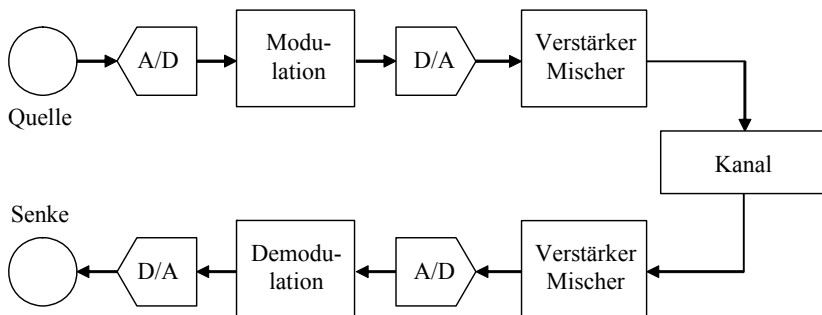 Quelle
A/D
Modu-
lation
D/A
Verstärker
Mischer
Kanal
Senke
D/A
Demodu-
lation
A/D
Verstärker
Mischer